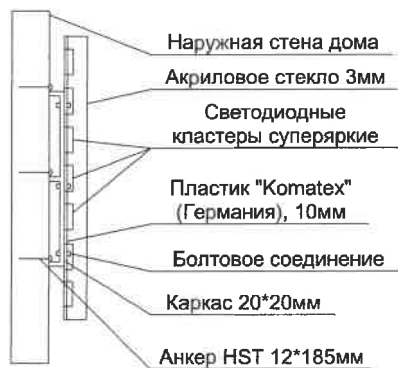 Наружная стена дома
Акриловое стекло 3мм
Светодиодные
кластеры суперяркие
Пластик "Komatex"
(Германия), 10мм
Болтовое соединение
Каркас 20*20мм
Анкер HST 12*185мм